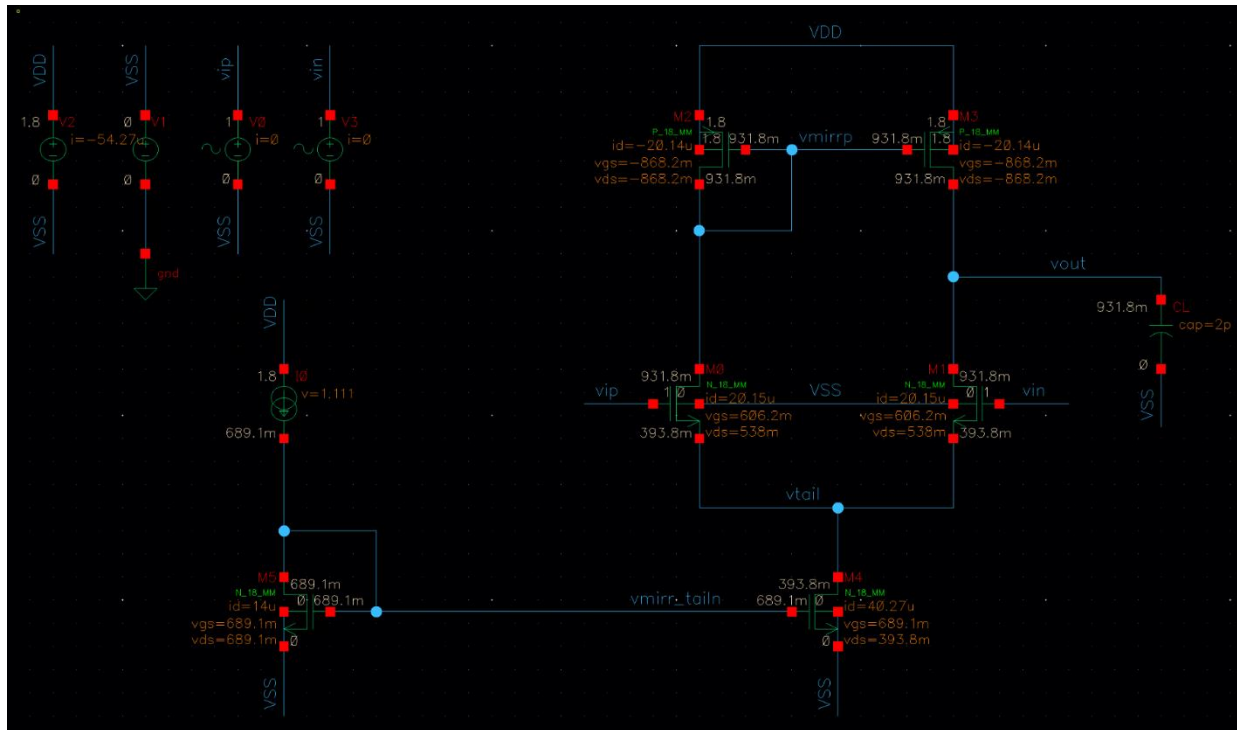 VDD
VDD
VSS
vip
vin
1.8
V2
i=-54.27u
0
0
V1
0
1
V0
i=0
0
1
V3
i=0
0
VSS
VSS
VSS
gnd
M2
1.8
P_18_MM
1.8
931.8m
id=-20.14u
vgs=-868.2m
vds=-868.2m
931.8m
vmirrp
M3
1.8
P_18_MM
931.8m
1.8
id=-20.14u
vgs=-868.2m
vds=-868.2m
931.8m
vout
931.8m
CL
cap=2p
0
VSS
VDD
1.8
I0
v=1.111
689.1m
vip
931.8m
M0
N_18_MM
1
0
id=20.15u
vgs=606.2m
vds=538m
393.8m
VSS
M1
931.8m
N_18_MM
0
1
id=20.15u
vgs=606.2m
vds=538m
393.8m
vin
vtail
M5
689.1m
N_18_MM
0
689.1m
id=14u
vgs=689.1m
vds=689.1m
0
VSS
vmirr_tailn
393.8m
M4
N_18_MM
689.1m
0
id=40.27u
vgs=689.1m
vds=393.8m
0
VSS